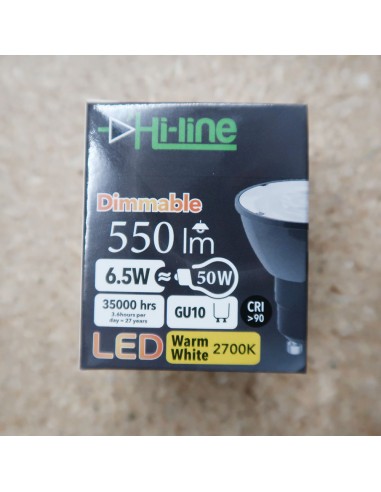 Hi-line
Dimmable
550 lm
6.5W ≈ 50W
35000 hrs
3.6hours per
day = 27 years
GU10
CRI
>90
LED
Warm
White 2700K